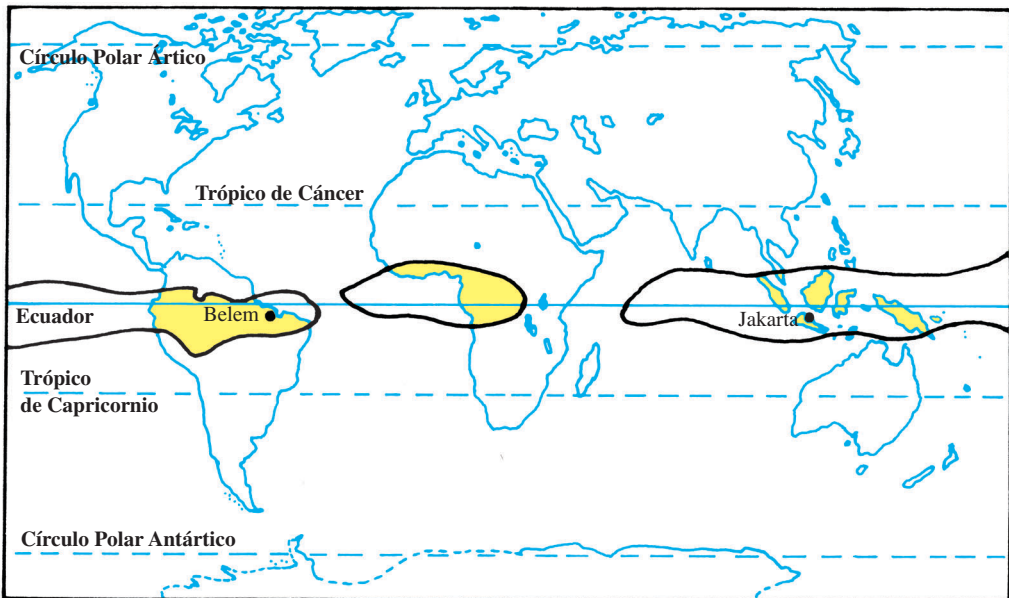 Círculo Polar Ártico
Trópico de Cáncer
Ecuador
Belem
Jakarta
Trópico
de Capricornio
Círculo Polar Antártico